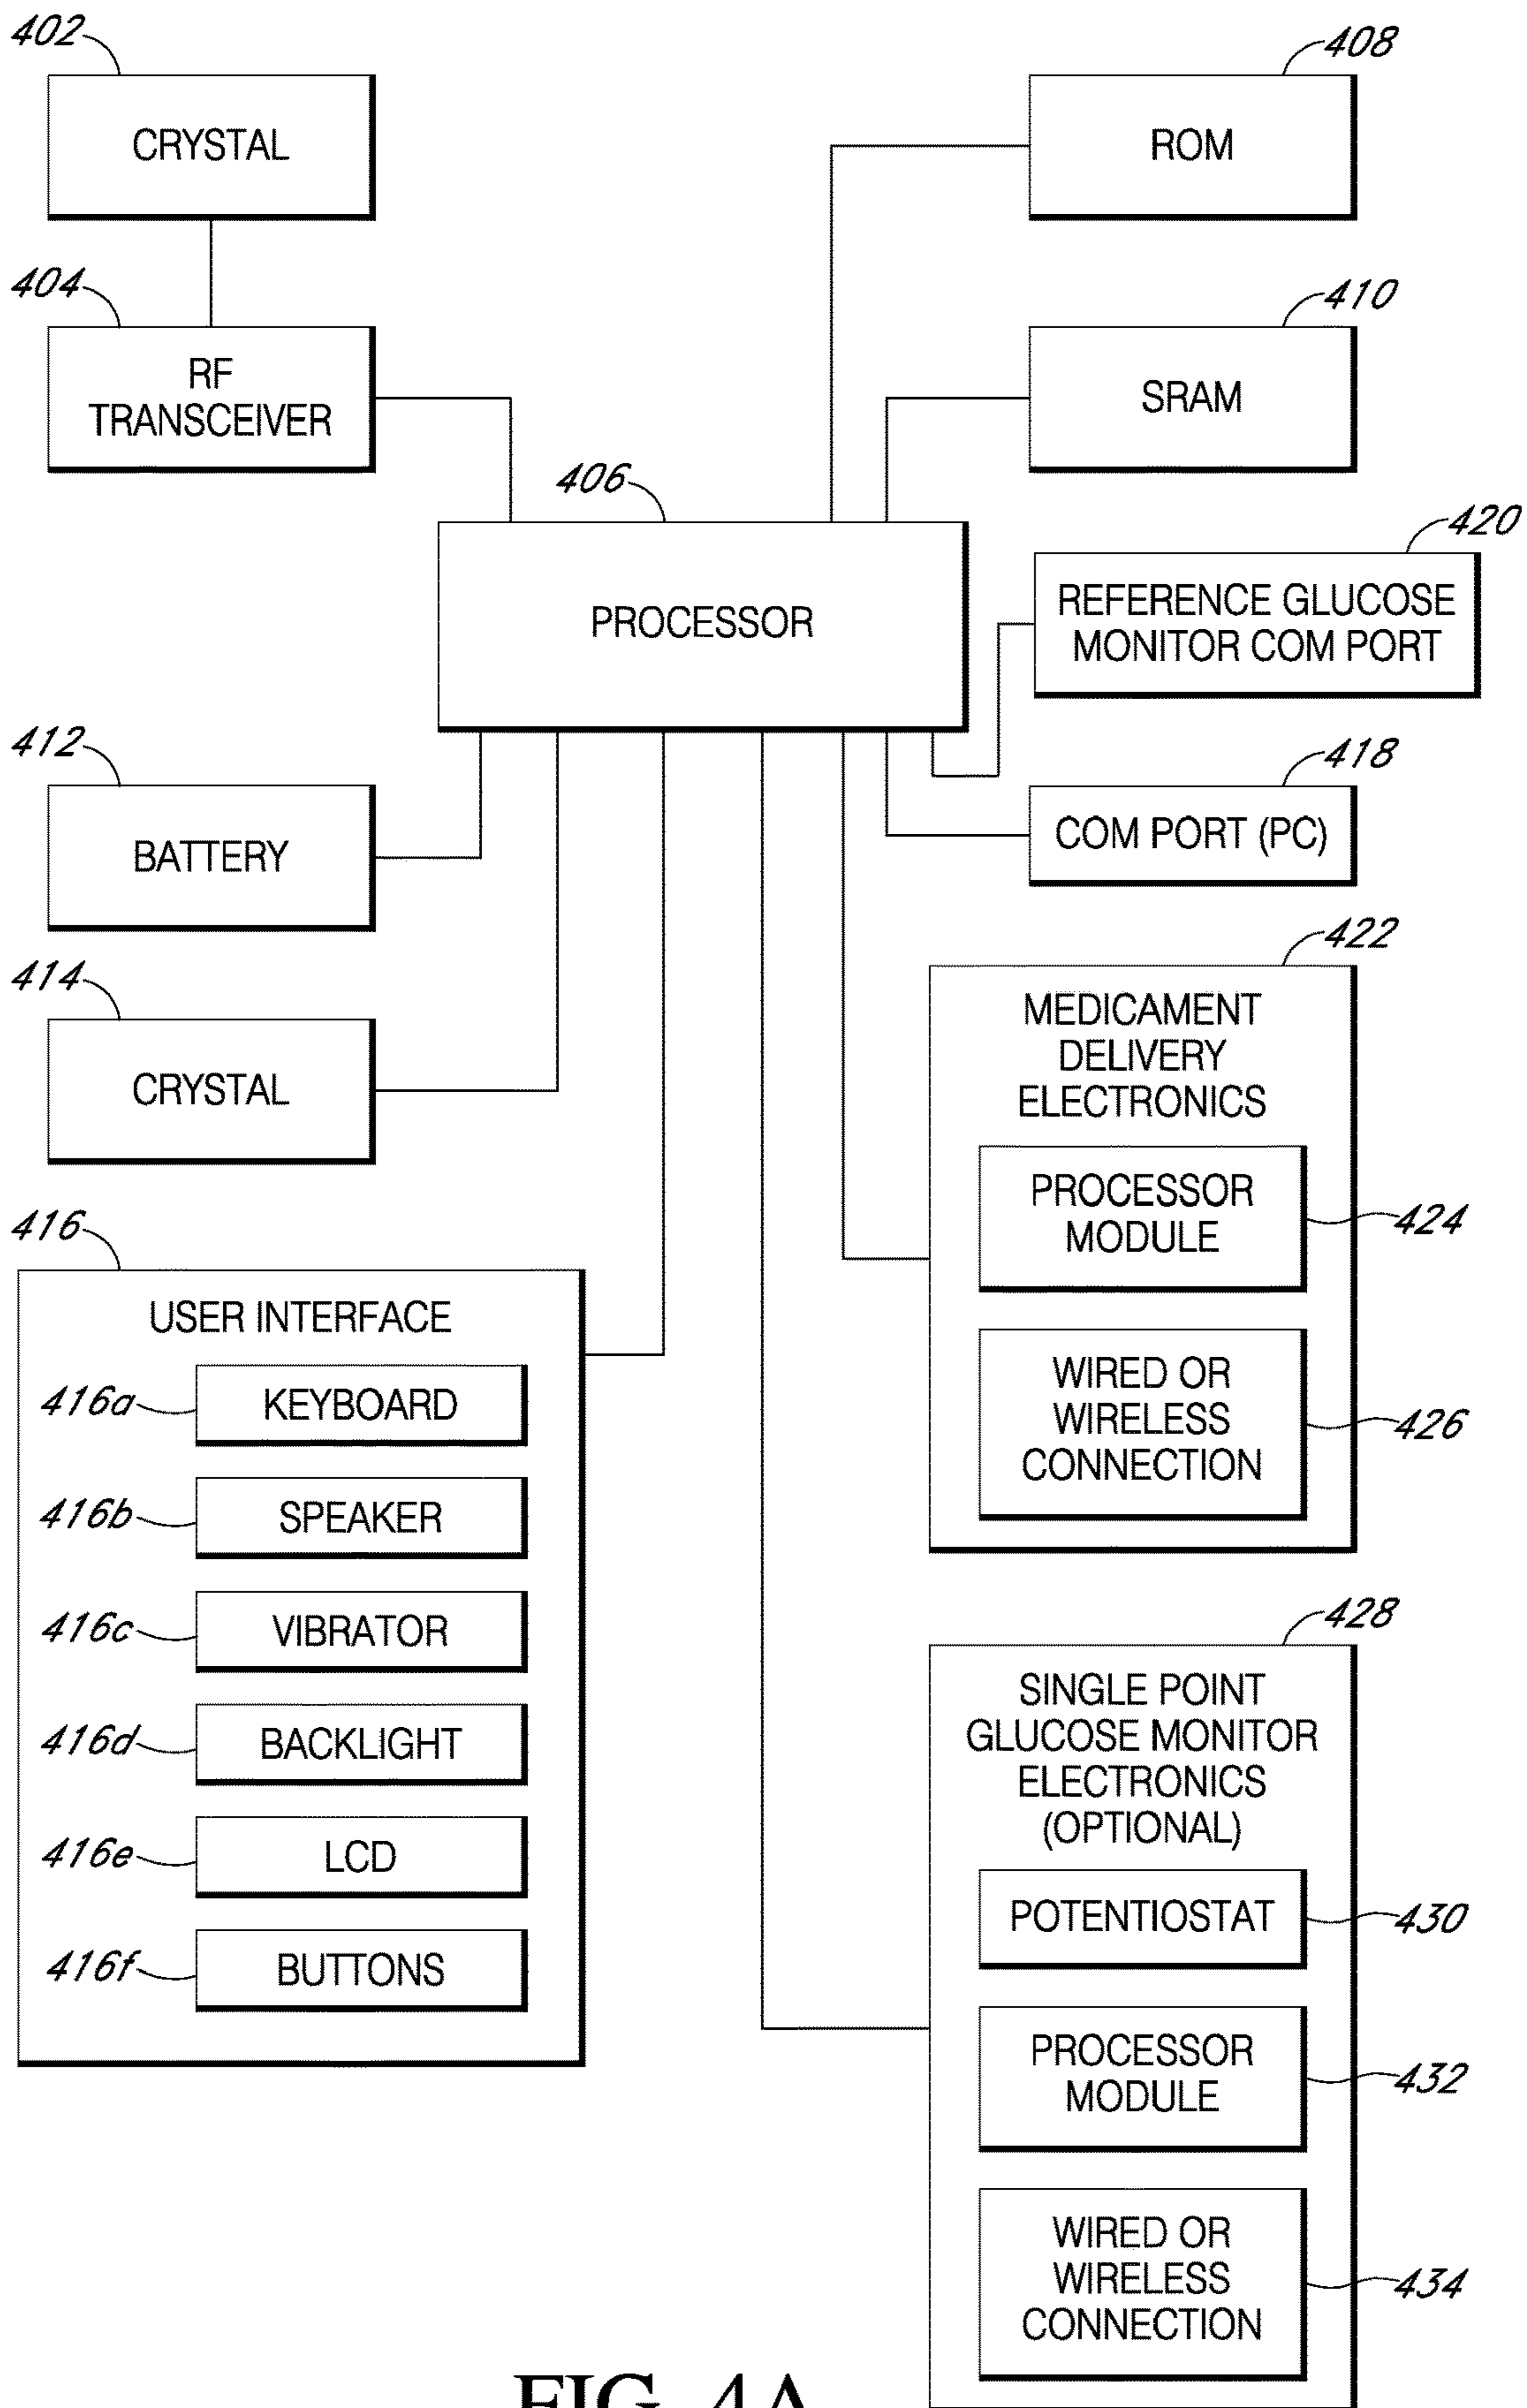 402
CRYSTAL
408
ROM
404
RF
TRANSCEIVER
410
SRAM
406
PROCESSOR
420
REFERENCE GLUCOSE
MONITOR COM PORT
412
BATTERY
418
COM PORT (PC)
414
CRYSTAL
422
MEDICAMENT
DELIVERY
ELECTRONICS
PROCESSOR
MODULE
424
WIRED OR
WIRELESS
CONNECTION
426
416
USER INTERFACE
416a
KEYBOARD
416b
SPEAKER
416c
VIBRATOR
416d
BACKLIGHT
416e
LCD
416f
BUTTONS
428
SINGLE POINT
GLUCOSE MONITOR
ELECTRONICS
(OPTIONAL)
POTENTIOSTAT
430
PROCESSOR
MODULE
432
WIRED OR
WIRELESS
CONNECTION
434
FIG. 4A